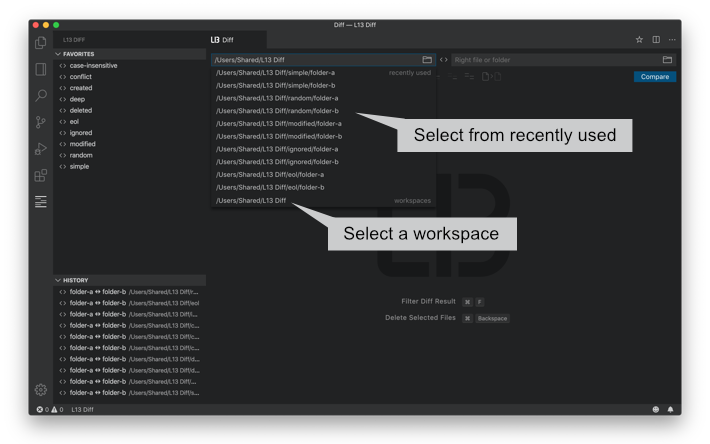 Diff — L13 Diff
L13 DIFF
FAVORITES
case-insensitive
conflict
created
deep
deleted
eol
ignored
modified
random
simple
HISTORY
folder-a ↔ folder-b /Users/Shared/L13 Diff/r...
folder-a ↔ folder-b /Users/Shared/L13 Diff/eol
folder-a ↔ folder-b /Users/Shared/L13 Diff/i...
folder-a ↔ folder-b /Users/Shared/L13 Diff/c...
folder-a ↔ folder-b /Users/Shared/L13 Diff/c...
folder-a ↔ folder-b /Users/Shared/L13 Diff/c...
folder-a ↔ folder-b /Users/Shared/L13 Diff/d...
folder-a ↔ folder-b /Users/Shared/L13 Diff/d...
folder-a ↔ folder-b /Users/Shared/L13 Diff/...
folder-a ↔ folder-b /Users/Shared/L13 Diff/s...
L13 Diff
/Users/Shared/L13 Diff
Right file or folder
Compare
/Users/Shared/L13 Diff/simple/folder-a recently used
/Users/Shared/L13 Diff/simple/folder-b
/Users/Shared/L13 Diff/random/folder-a
/Users/Shared/L13 Diff/random/folder-b
/Users/Shared/L13 Diff/modified/folder-a
/Users/Shared/L13 Diff/modified/folder-b
/Users/Shared/L13 Diff/ignored/folder-a
/Users/Shared/L13 Diff/ignored/folder-b
/Users/Shared/L13 Diff/eol/folder-a
/Users/Shared/L13 Diff/eol/folder-b
/Users/Shared/L13 Diff workspaces
Select from recently used
Select a workspace
L13
Filter Diff Result ⌘ F
Delete Selected Files ⌘ Backspace
0 0 L13 Diff